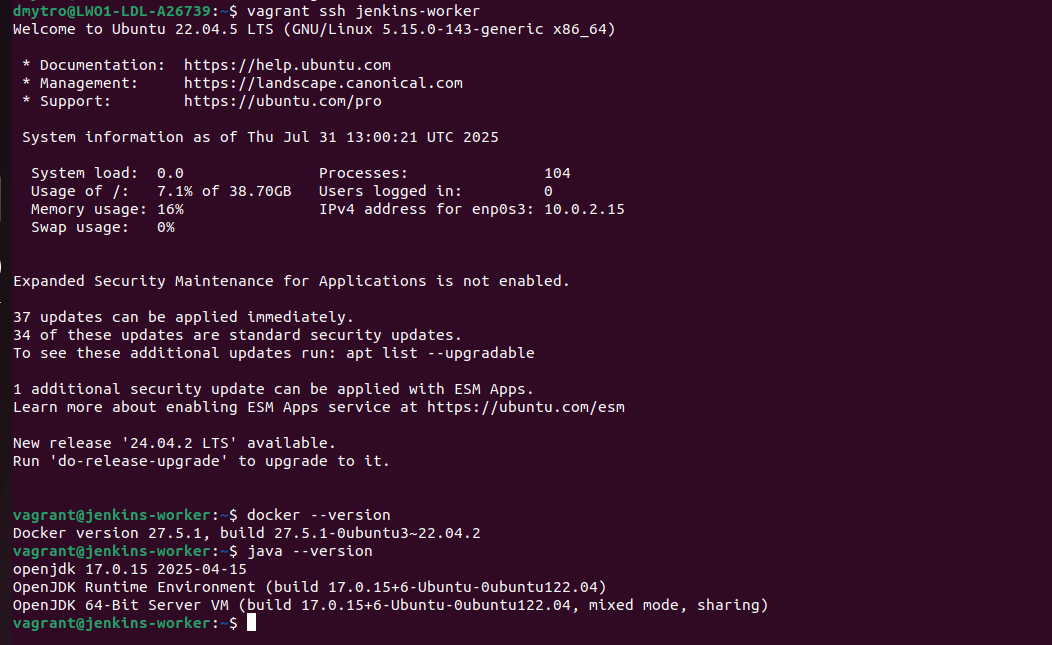 dmytro@LWO1-LDL-A26739:~$ vagrant ssh jenkins-worker
Welcome to Ubuntu 22.04.5 LTS (GNU/Linux 5.15.0-143-generic x86_64)
* Documentation:  https://help.ubuntu.com
* Management:     https://landscape.canonical.com
* Support:        https://ubuntu.com/pro
System information as of Thu Jul 31 13:00:21 UTC 2025
System load:  0.0               Processes:               104
Usage of /:   7.1% of 38.70GB   Users logged in:         0
Memory usage: 16%               IPv4 address for enp0s3: 10.0.2.15
Swap usage:   0%
Expanded Security Maintenance for Applications is not enabled.
37 updates can be applied immediately.
34 of these updates are standard security updates.
To see these additional updates run: apt list --upgradable
1 additional security update can be applied with ESM Apps.
Learn more about enabling ESM Apps service at https://ubuntu.com/esm
New release '24.04.2 LTS' available.
Run 'do-release-upgrade' to upgrade to it.
vagrant@jenkins-worker:~$ docker --version
Docker version 27.5.1, build 27.5.1-0ubuntu3~22.04.2
vagrant@jenkins-worker:~$ java --version
openjdk 17.0.15 2025-04-15
OpenJDK Runtime Environment (build 17.0.15+6-Ubuntu-0ubuntu122.04)
OpenJDK 64-Bit Server VM (build 17.0.15+6-Ubuntu-0ubuntu122.04, mixed mode, sharing)
vagrant@jenkins-worker:~$